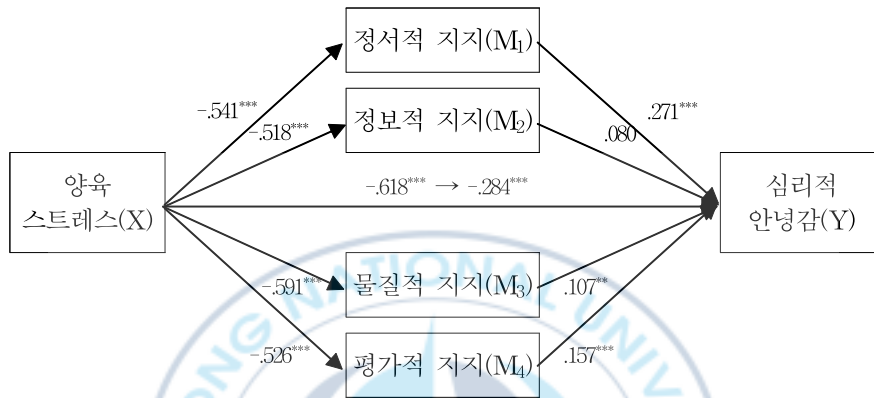 정서적 지지(M₁)
-.541***
.271***
-.518***
정보적 지지(M₂)
.080
양육
스트레스(X)
-.618*** → -.284***
심리적
안녕감(Y)
-.591***
물질적 지지(M₃)
.107**
-.526***
평가적 지지(M₄)
.157***
NATIONAL UNIV